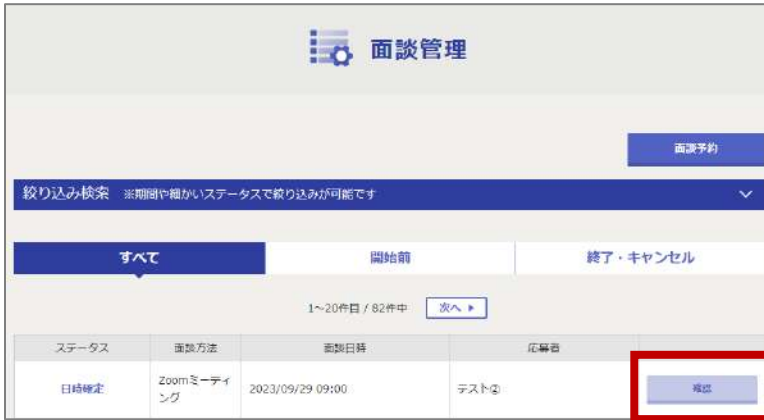 面談管理
面談予約
絞り込み検索 ※期間や細かいステータスで絞り込みが可能です
すべて 開始前 終了・キャンセル
1〜20件目 / 82件中 次へ
ステータス 面談方法 面談日時 応募者
日時確定 Zoomミーティ
ング 2023/09/29 09:00 テスト② 確認